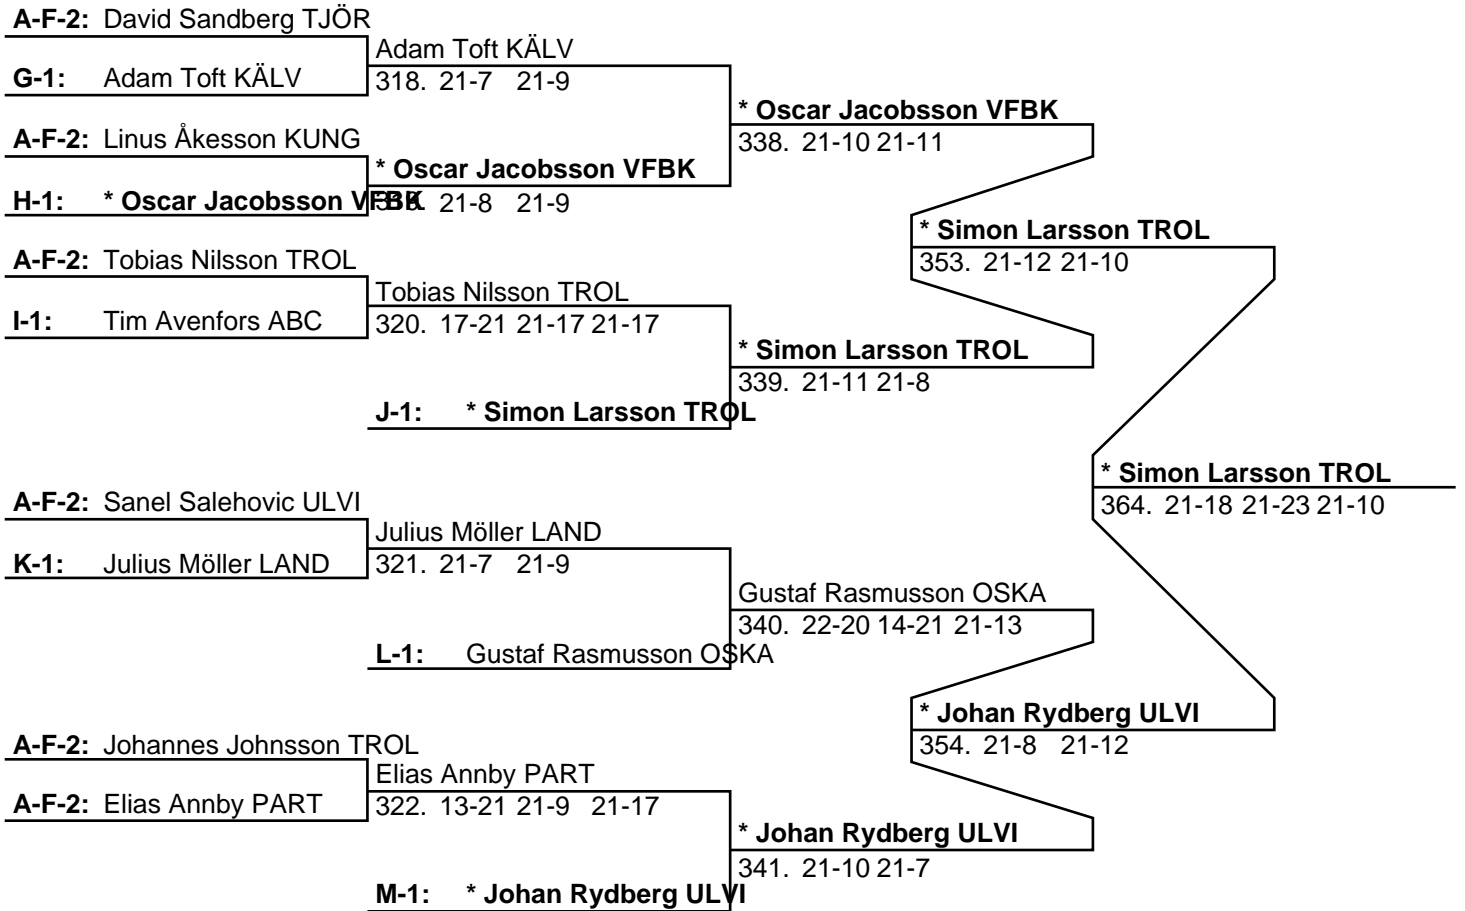 A-F-2: David Sandberg TJÖR
Adam Toft KÄLV
G-1: Adam Toft KÄLV
318. 21-7 21-9
* Oscar Jacobsson VFBK
338. 21-10 21-11
A-F-2: Linus Åkesson KUNG
* Oscar Jacobsson VFBK
H-1: * Oscar Jacobsson VFBK
21-8 21-9
* Simon Larsson TROL
353. 21-12 21-10
A-F-2: Tobias Nilsson TROL
Tobias Nilsson TROL
I-1: Tim Avenfors ABC
320. 17-21 21-17 21-17
* Simon Larsson TROL
339. 21-11 21-8
J-1: * Simon Larsson TROL
* Simon Larsson TROL
364. 21-18 21-23 21-10
A-F-2: Sanel Salehovic ULVI
Julius Möller LAND
K-1: Julius Möller LAND
321. 21-7 21-9
Gustaf Rasmusson OSKA
340. 22-20 14-21 21-13
L-1: Gustaf Rasmusson OSKA
* Johan Rydberg ULVI
354. 21-8 21-12
A-F-2: Johannes Johnsson TROL
Elias Annby PART
A-F-2: Elias Annby PART
322. 13-21 21-9 21-17
* Johan Rydberg ULVI
341. 21-10 21-7
M-1: * Johan Rydberg ULVI